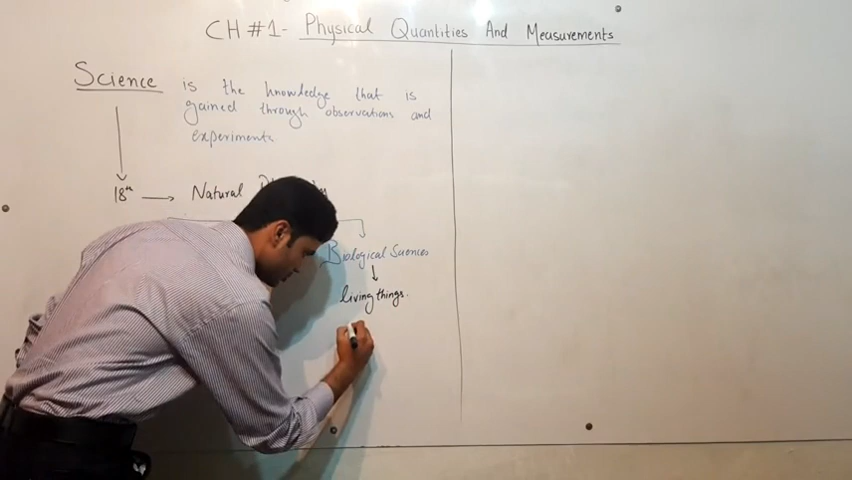 CH #1- Physical Quantities And Measurements
Science is the knowledge that is
gained through observations and
experiments
18th → Natural
Biological Sciences
living things.